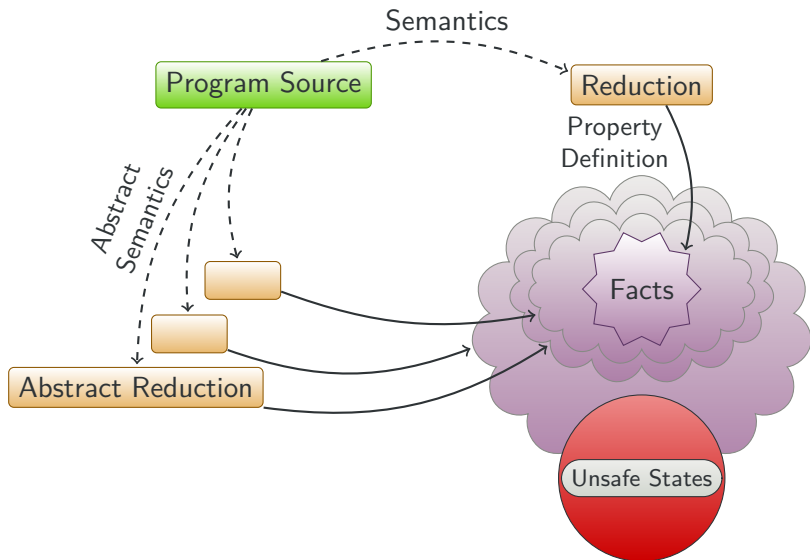 Semantics
Program Source
Reduction
Property
Definition
Abstract
Semantics
Facts
Abstract Reduction
Unsafe States